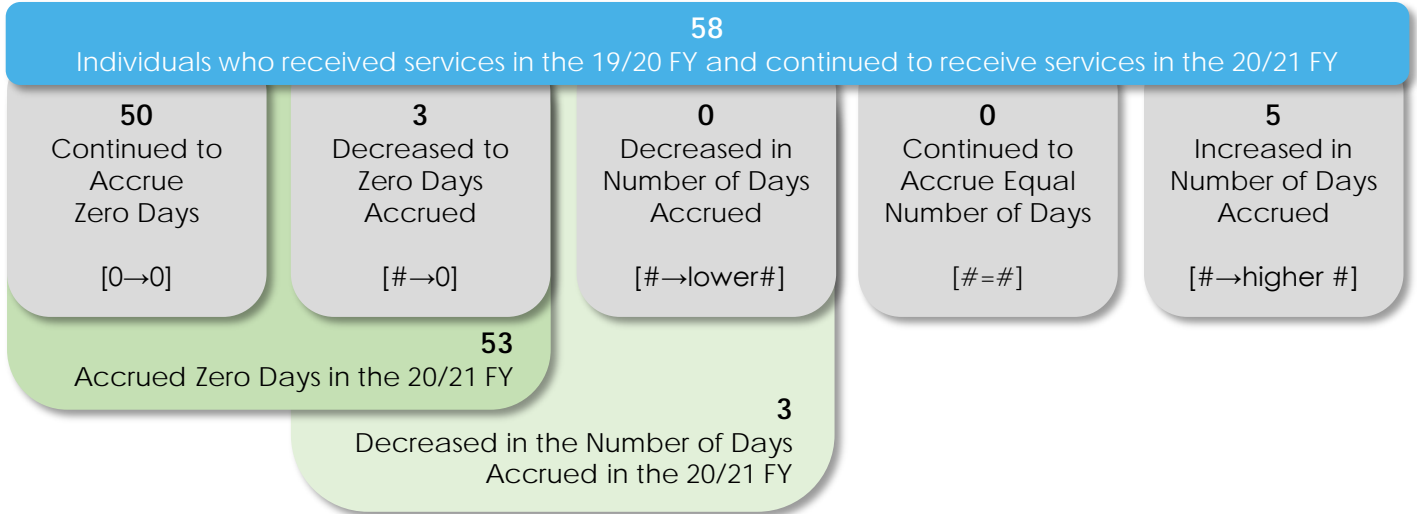 58
Individuals who received services in the 19/20 FY and continued to receive services in the 20/21 FY
50
Continued to
Accrue
Zero Days
[0→0]
3
Decreased to
Zero Days
Accrued
[#→0]
0
Decreased in
Number of Days
Accrued
[#→lower#]
0
Continued to
Accrue Equal
Number of Days
[#=#]
5
Increased in
Number of Days
Accrued
[#→higher #]
53
Accrued Zero Days in the 20/21 FY
3
Decreased in the Number of Days
Accrued in the 20/21 FY